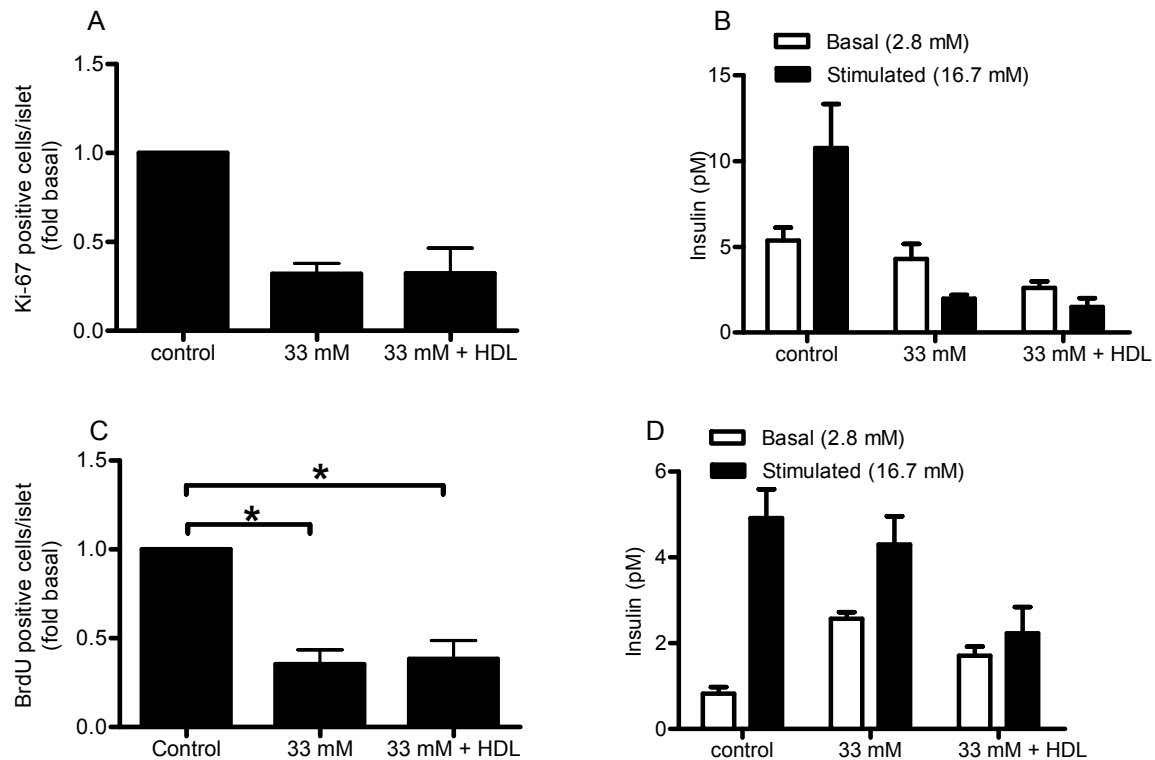 A
Ki-67 positive cells/islet
(fold basal)
1.5
1.0
0.5
0.0
control
33 mM
33 mM + HDL
B
Basal (2.8 mM)
Stimulated (16.7 mM)
Insulin (pM)
15
10
5
0
control
33 mM
33 mM + HDL
C
BrdU positive cells/islet
(fold basal)
1.5
1.0
0.5
0.0
*
*
Control
33 mM
33 mM + HDL
D
Basal (2.8 mM)
Stimulated (16.7 mM)
Insulin (pM)
6
4
2
0
control
33 mM
33 mM + HDL